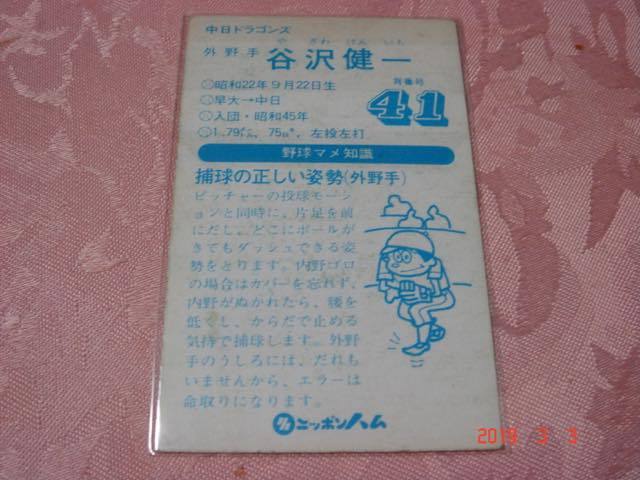 中日ドラゴンズ
や ざわ けん いち
外野手 谷沢健一
○昭和22年9月22日生
背番号
○早大→中日
41
○入団・昭和45年
○1.79メートル、75キロ、左投左打
野球マメ知識
捕球の正しい姿勢(外野手)
ピッチャーの投球モーシ
ョンと同時に、片足を前
にだし、どこにボールが
きてもダッシュできる姿
勢をとります。内野ゴロ
の場合はカバーを忘れず、
内野がぬかれたら、腰を
低くし、からだで止める
気持で捕球します。外野
手のうしろには、だれも
いませんから、エラーは
命取りになります。
ニッポンハム
2019 3 3